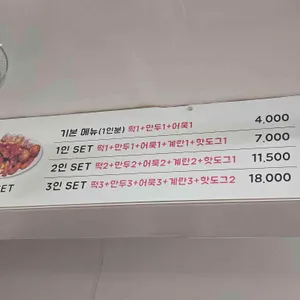 기본 메뉴(1인분) 떡1+만두1+어묵1 4,000
1인 SET 떡1+만두1+어묵1+계란1+핫도그1 7,000
2인 SET 떡2+만두2+어묵2+계란2+핫도그1 11,500
3인 SET 떡3+만두3+어묵3+계란3+핫도그2 18,000
SET